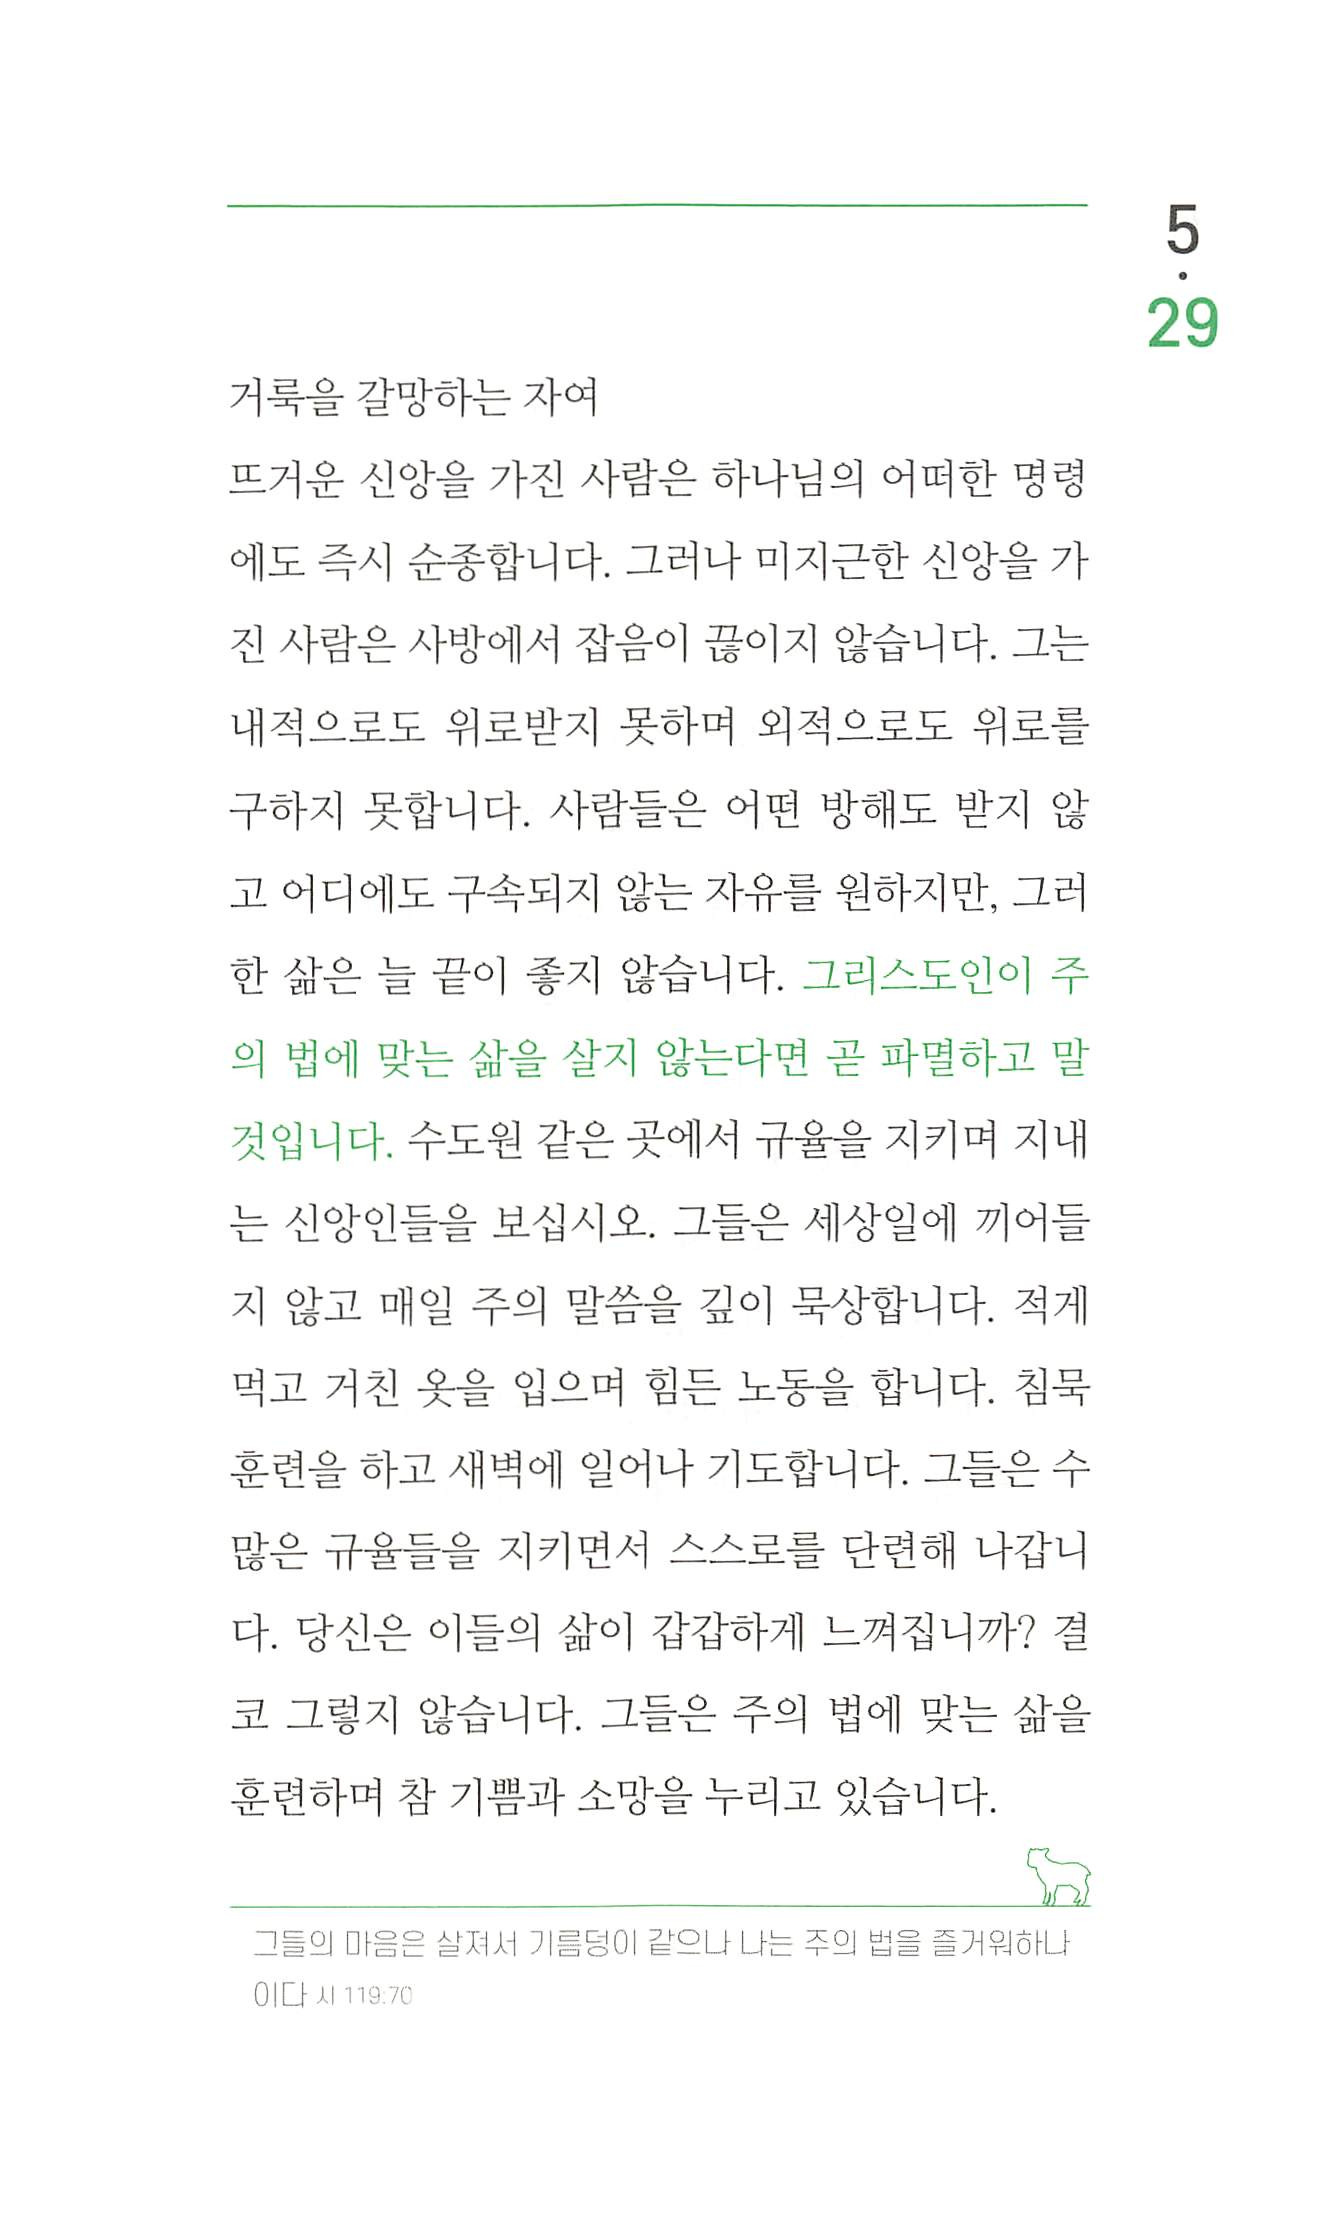 5
·
29
거룩을 갈망하는 자여
뜨거운 신앙을 가진 사람은 하나님의 어떠한 명령
에도 즉시 순종합니다. 그러나 미지근한 신앙을 가
진 사람은 사방에서 잡음이 끊이지 않습니다. 그는
내적으로도 위로받지 못하며 외적으로도 위로를
구하지 못합니다. 사람들은 어떤 방해도 받지 않
고 어디에도 구속되지 않는 자유를 원하지만, 그러
한 삶은 늘 끝이 좋지 않습니다. 그리스도인이 주
의 법에 맞는 삶을 살지 않는다면 곧 파멸하고 말
것입니다. 수도원 같은 곳에서 규율을 지키며 지내
는 신앙인들을 보십시오. 그들은 세상일에 끼어들
지 않고 매일 주의 말씀을 깊이 묵상합니다. 적게
먹고 거친 옷을 입으며 힘든 노동을 합니다. 침묵
훈련을 하고 새벽에 일어나 기도합니다. 그들은 수
많은 규율들을 지키면서 스스로를 단련해 나갑니
다. 당신은 이들의 삶이 갑갑하게 느껴집니까? 결
코 그렇지 않습니다. 그들은 주의 법에 맞는 삶을
훈련하며 참 기쁨과 소망을 누리고 있습니다.
그들의 마음은 살져서 기름덩이 같으나 나는 주의 법을 즐거워하나
이다 시 119:70